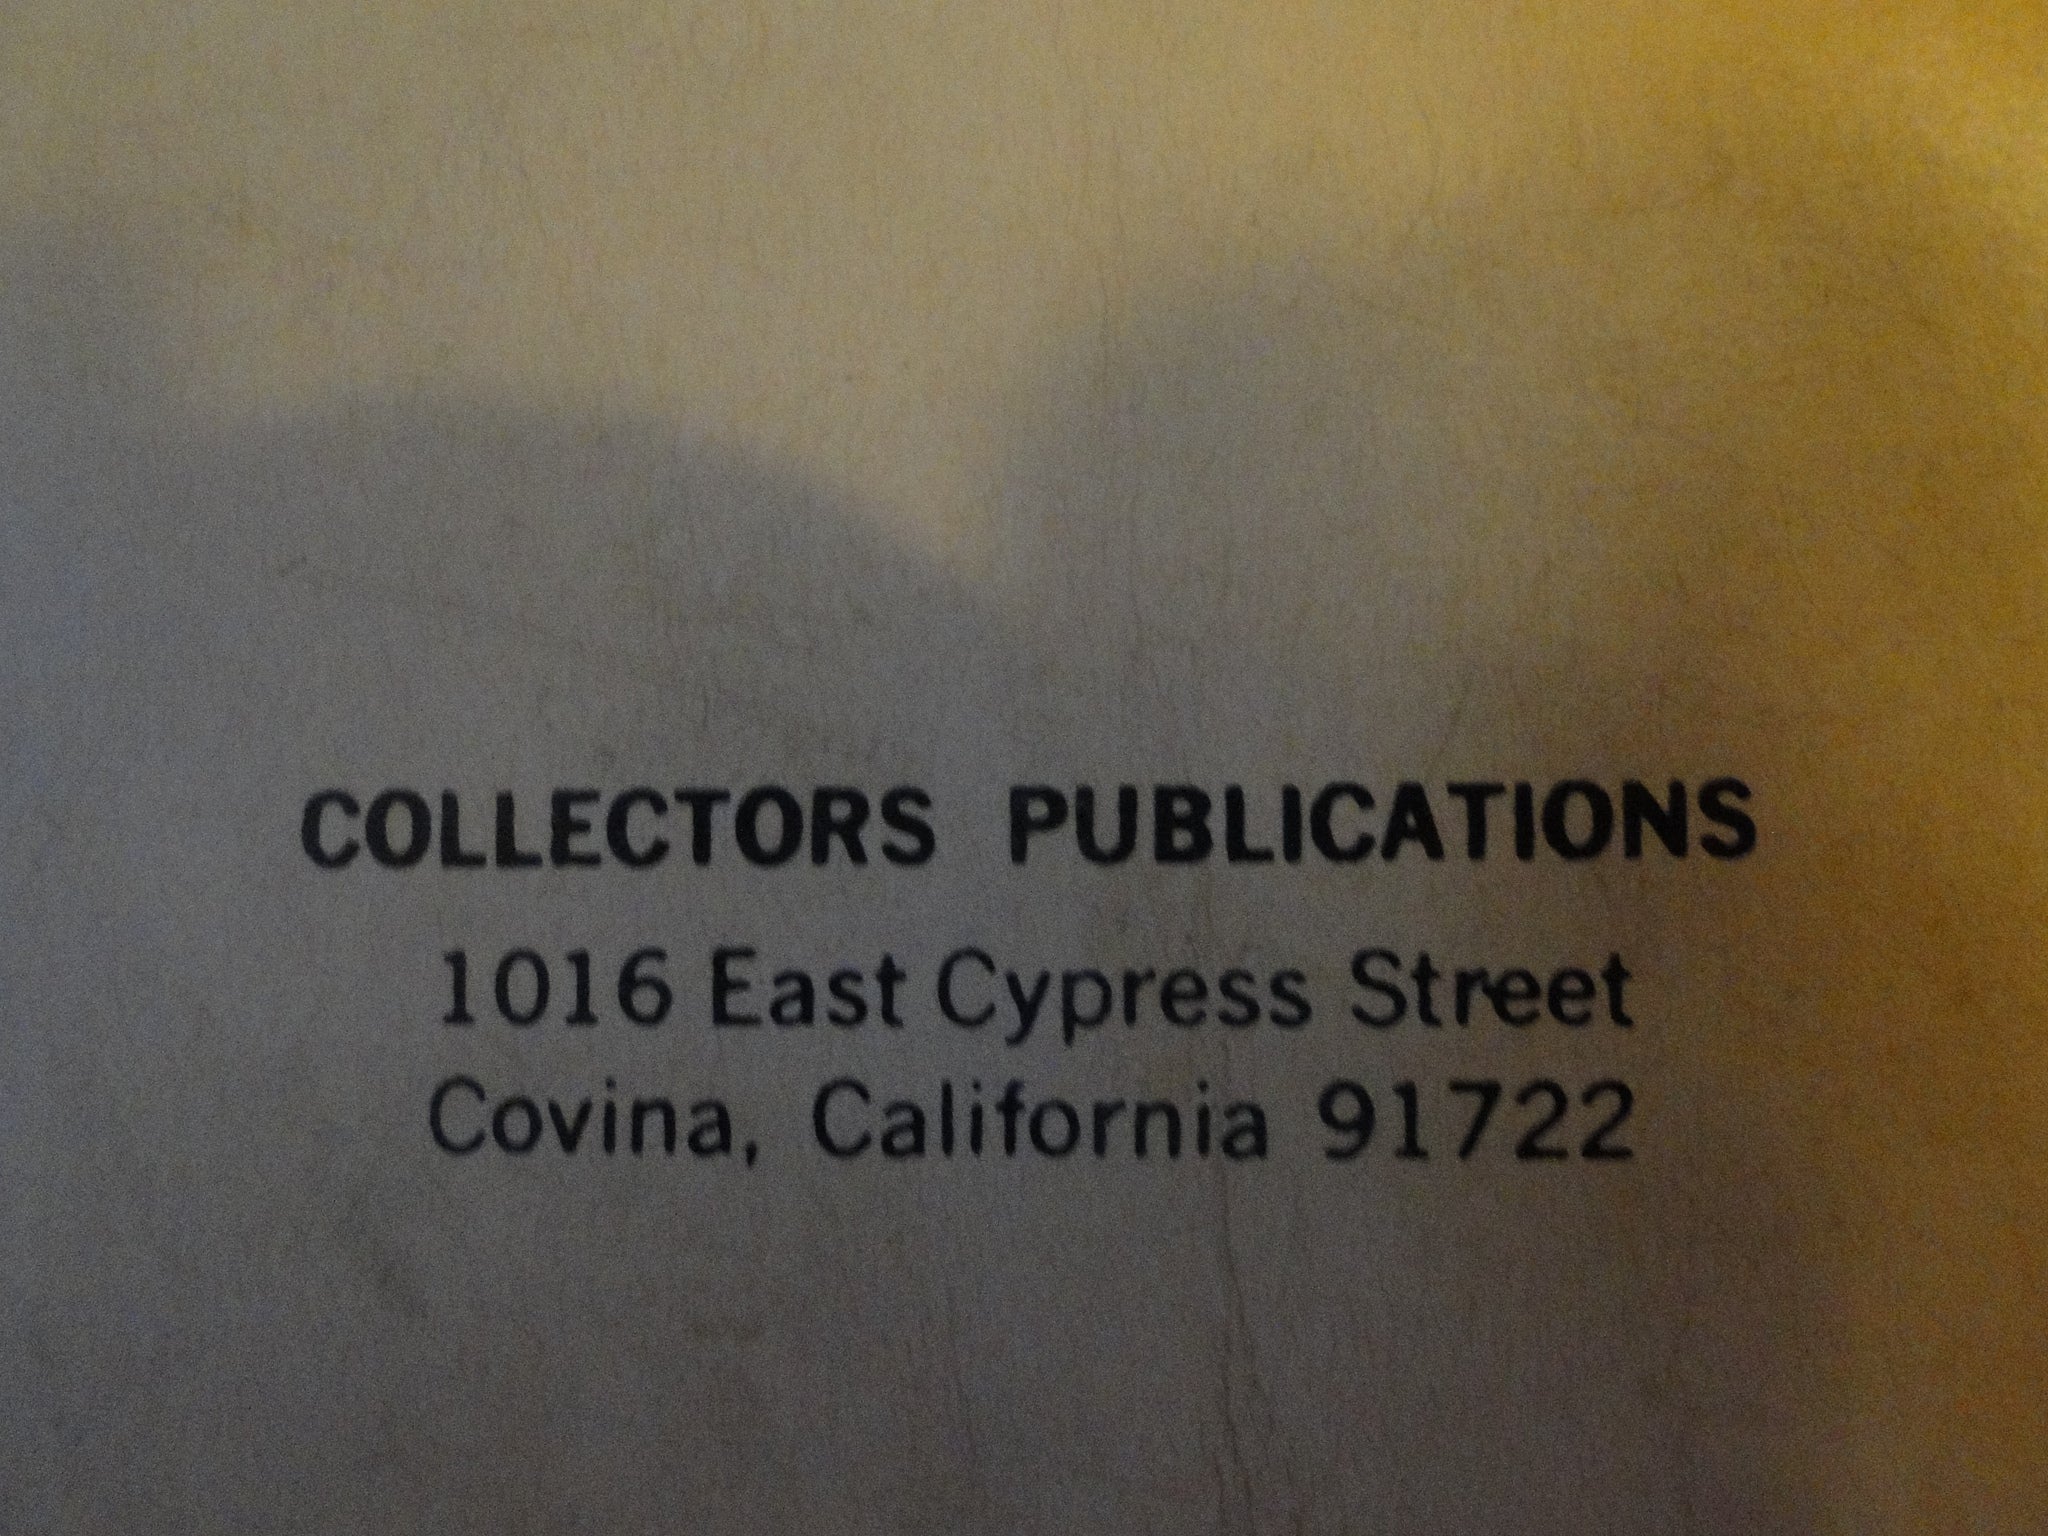 COLLECTORS PUBLICATIONS
1016 East Cypress Street
Covina, California 91722